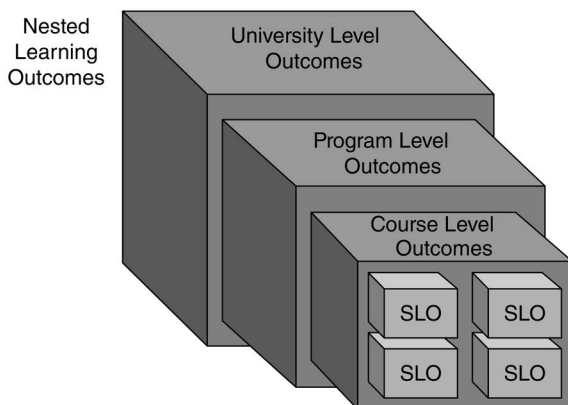 Nested
Learning
Outcomes
University Level
Outcomes
Program Level
Outcomes
Course Level
Outcomes
SLO
SLO
SLO
SLO